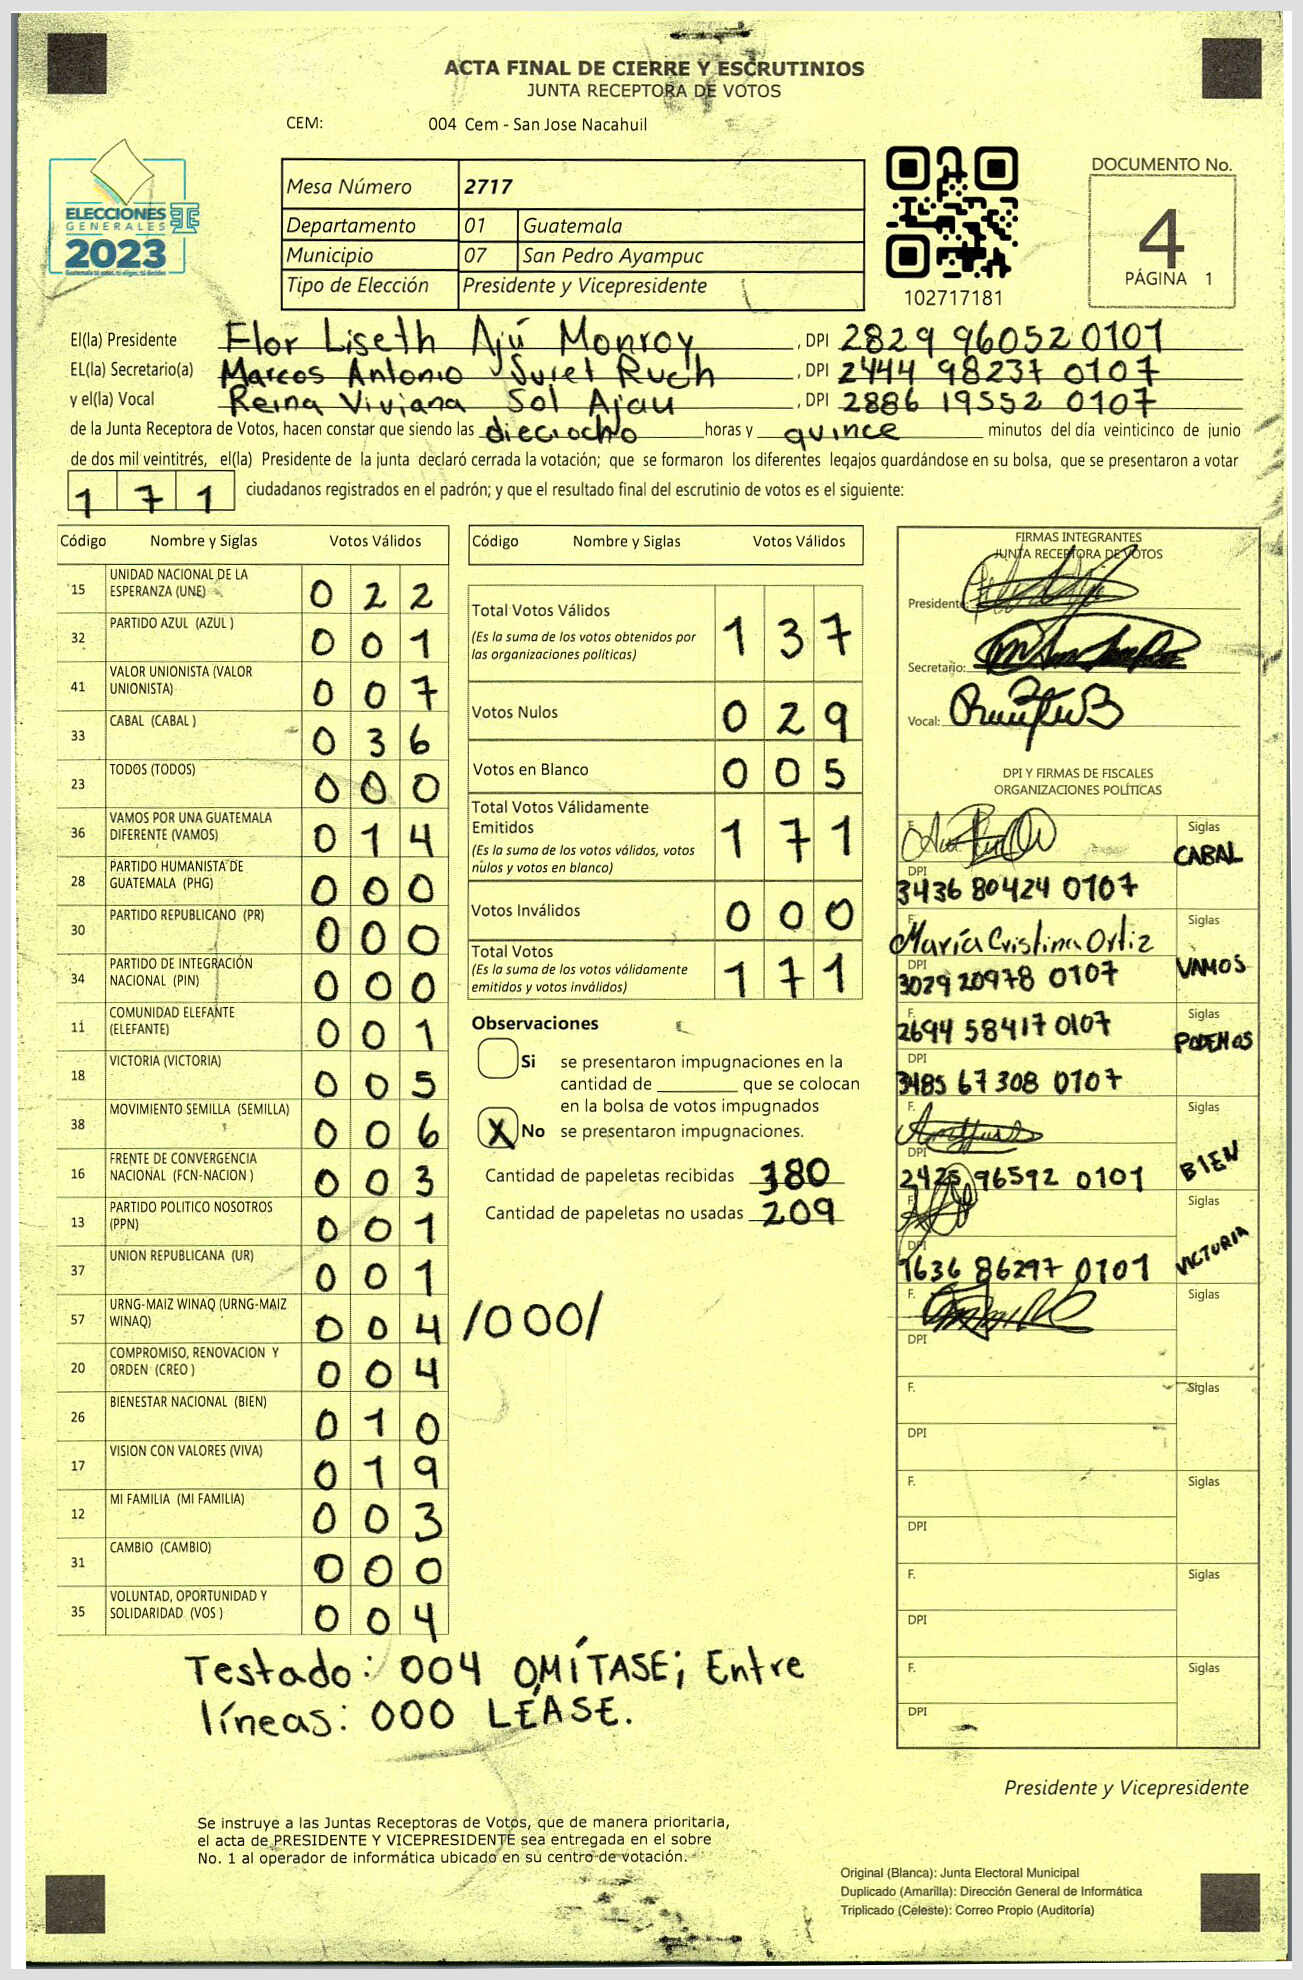 ACTA FINAL DE CIERRE Y ESCRUTINIOS
JUNTA RECEPTORA DE VOTOS
CEM: 004 Cem - San Jose Nacahuil
ELECCIONES
GENERALES
2023
Guatemala tú votas, tú eliges, tú decides
Mesa Número 2717
Departamento 01 Guatemala
Municipio 07 San Pedro Ayampuc
Tipo de Elección Presidente y Vicepresidente
102717181
DOCUMENTO No.
4
PÁGINA 1
El(la) Presidente Flor Liseth Ajú Monroy, DPI 2829 96052 0101
EL(la) Secretario(a) Marcos Antonio Suret Ruch, DPI 2444 98237 0107
y el(la) Vocal Reina Viviana Sol Ajau, DPI 2886 19552 0107
de la Junta Receptora de Votos, hacen constar que siendo las dieciocho horas y quince minutos del día veinticinco de junio
de dos mil veintitrés, el(la) Presidente de la junta declaró cerrada la votación; que se formaron los diferentes legajos guardándose en su bolsa, que se presentaron a votar
1 7 1 ciudadanos registrados en el padrón; y que el resultado final del escrutinio de votos es el siguiente:
Código Nombre y Siglas Votos Válidos
15 UNIDAD NACIONAL DE LA
ESPERANZA (UNE) 0 2 2
32 PARTIDO AZUL (AZUL ) 0 0 1
41 VALOR UNIONISTA (VALOR
UNIONISTA) 0 0 7
33 CABAL (CABAL ) 0 3 6
23 TODOS (TODOS) 0 0 0
36 VAMOS POR UNA GUATEMALA
DIFERENTE (VAMOS) 0 1 4
28 PARTIDO HUMANISTA DE
GUATEMALA (PHG) 0 0 0
30 PARTIDO REPUBLICANO (PR) 0 0 0
34 PARTIDO DE INTEGRACIÓN
NACIONAL (PIN) 0 0 0
11 COMUNIDAD ELEFANTE
(ELEFANTE) 0 0 1
18 VICTORIA (VICTORIA) 0 0 5
38 MOVIMIENTO SEMILLA (SEMILLA) 0 0 6
16 FRENTE DE CONVERGENCIA
NACIONAL (FCN-NACION ) 0 0 3
13 PARTIDO POLITICO NOSOTROS
(PPN) 0 0 1
37 UNION REPUBLICANA (UR) 0 0 1
57 URNG-MAIZ WINAQ (URNG-MAIZ
WINAQ) 0 0 4 /000/
20 COMPROMISO, RENOVACION Y
ORDEN (CREO ) 0 0 4
26 BIENESTAR NACIONAL (BIEN) 0 1 0
17 VISION CON VALORES (VIVA) 0 1 9
12 MI FAMILIA (MI FAMILIA) 0 0 3
31 CAMBIO (CAMBIO) 0 0 0
35 VOLUNTAD, OPORTUNIDAD Y
SOLIDARIDAD (VOS ) 0 0 4
Código Nombre y Siglas Votos Válidos
Total Votos Válidos 1 3 7
(Es la suma de los votos obtenidos por
las organizaciones políticas)
Votos Nulos 0 2 9
Votos en Blanco 0 0 5
Total Votos Válidamente
Emitidos 1 7 1
(Es la suma de los votos válidos, votos
nulos y votos en blanco)
Votos Inválidos 0 0 0
Total Votos 1 7 1
(Es la suma de los votos válidamente
emitidos y votos inválidos)
Observaciones
Si se presentaron impugnaciones en la
cantidad de ________ que se colocan
en la bolsa de votos impugnados
X No se presentaron impugnaciones.
Cantidad de papeletas recibidas 380
Cantidad de papeletas no usadas 209
FIRMAS INTEGRANTES
JUNTA RECEPTORA DE VOTOS
Presidente:
Secretario:
Vocal:
DPI Y FIRMAS DE FISCALES
ORGANIZACIONES POLÍTICAS
F. Siglas
CABAL
DPI
3436 80424 0107
F. María Cristina Ortiz Siglas
VAMOS
DPI
3029 20978 0107
F. 2694 58417 0107 Siglas
PODEMOS
DPI
3485 67308 0107
F. Siglas
BIEN
DPI
2425 96592 0101
F. Siglas
VICTORIA
DPI
1636 86297 0101
F. Siglas
DPI
F. Siglas
DPI
F. Siglas
DPI
F. Siglas
DPI
F. Siglas
DPI
Testado: 004 OMÍTASE; Entre
líneas: 000 LÉASE.
Presidente y Vicepresidente
Se instruye a las Juntas Receptoras de Votos, que de manera prioritaria,
el acta de PRESIDENTE Y VICEPRESIDENTE sea entregada en el sobre
No. 1 al operador de informática ubicado en su centro de votación.
Original (Blanca): Junta Electoral Municipal
Duplicado (Amarilla): Dirección General de Informática
Triplicado (Celeste): Correo Propio (Auditoría)